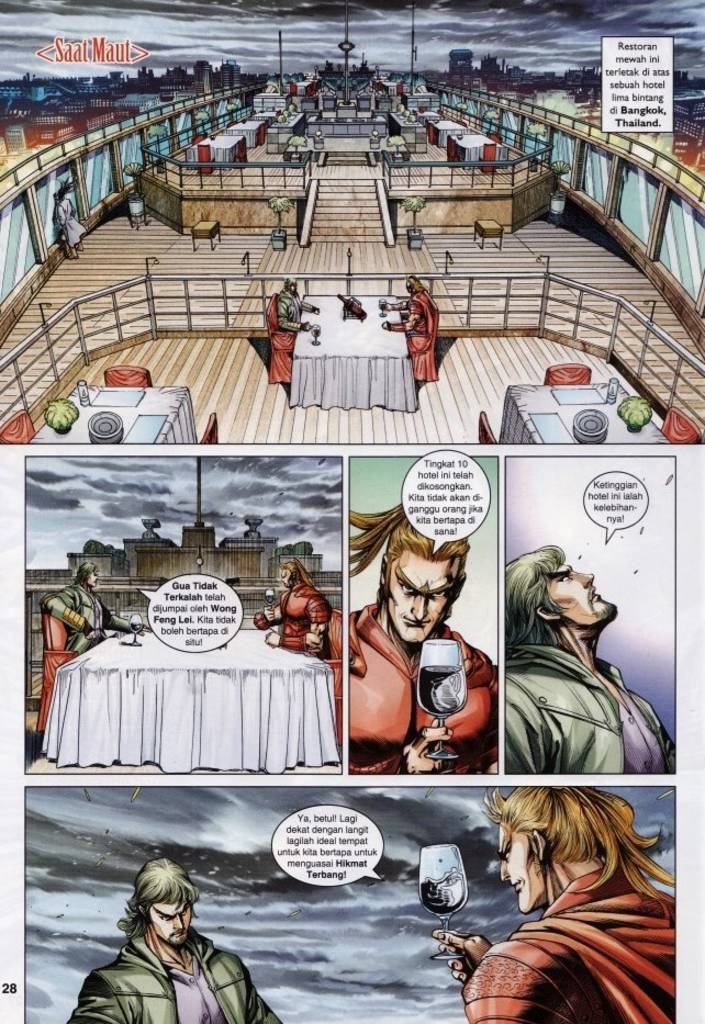 <Saat Maut>
Restoran
mewah ini
terletak di atas
sebuah hotel
lima bintang
di Bangkok,
Thailand.
Gua Tidak
Terkalah telah
dijumpai oleh Wong
Feng Lei. Kita tidak
boleh bertapa di
situ!
Tingkat 10
hotel ini telah
dikosongkan.
Kita tidak akan di-
ganggu orang jika
kita bertapa di
sana!
Ketinggian
hotel ini ialah
kelebihan-
nya!
Ya, betul! Lagi
dekat dengan langit
lagilah ideal tempat
untuk kita bertapa untuk
menguasai Hikmat
Terbang!
28